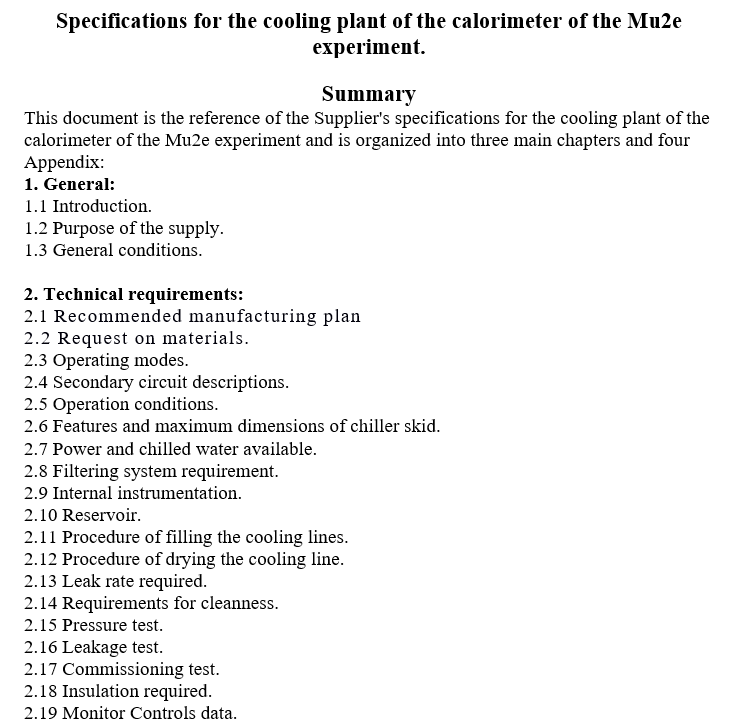 Specifications for the cooling plant of the calorimeter of the Mu2e
experiment.
Summary
This document is the reference of the Supplier's specifications for the cooling plant of the
calorimeter of the Mu2e experiment and is organized into three main chapters and four
Appendix:
1. General:
1.1 Introduction.
1.2 Purpose of the supply.
1.3 General conditions.
2. Technical requirements:
2.1 Recommended manufacturing plan
2.2 Request on materials.
2.3 Operating modes.
2.4 Secondary circuit descriptions.
2.5 Operation conditions.
2.6 Features and maximum dimensions of chiller skid.
2.7 Power and chilled water available.
2.8 Filtering system requirement.
2.9 Internal instrumentation.
2.10 Reservoir.
2.11 Procedure of filling the cooling lines.
2.12 Procedure of drying the cooling line.
2.13 Leak rate required.
2.14 Requirements for cleanness.
2.15 Pressure test.
2.16 Leakage test.
2.17 Commissioning test.
2.18 Insulation required.
2.19 Monitor Controls data.